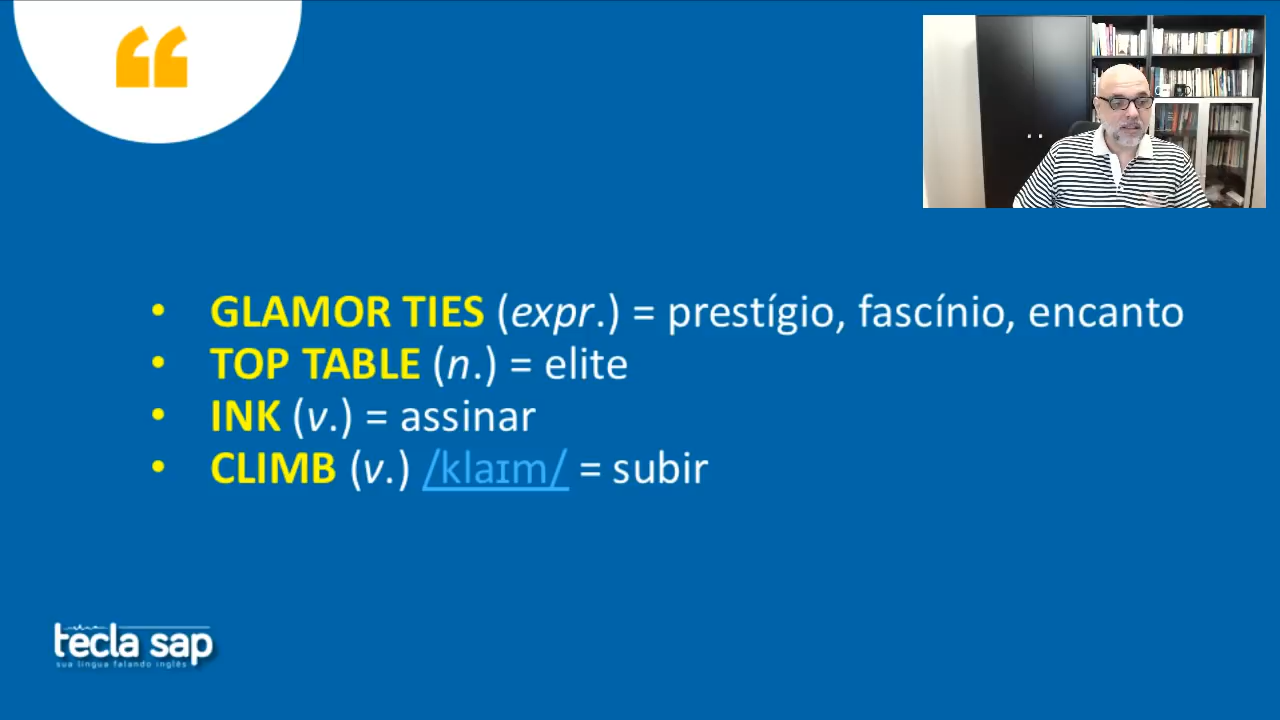 “
• GLAMOR TIES (expr.) = prestígio, fascínio, encanto
• TOP TABLE (n.) = elite
• INK (v.) = assinar
• CLIMB (v.) /klaɪm/ = subir
tecla sap
sua língua falando inglês